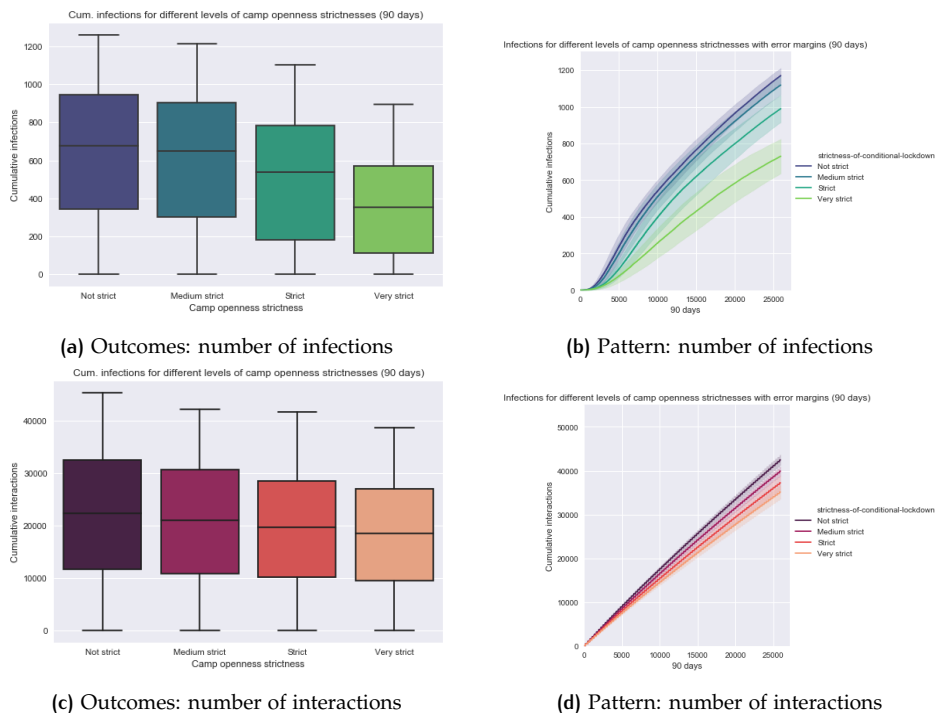 Cum. infections for different levels of camp openness strictnesses (90 days)
1200
1000
800
600
400
200
0
Cumulative infections
Not strict
Medium strict
Strict
Very strict
Camp openness strictness
(a) Outcomes: number of infections
Infections for different levels of camp openness strictnesses with error margins (90 days)
1200
1000
800
600
400
200
0
Cumulative infections
0
5000
10000
15000
20000
25000
90 days
strictness-of-conditional-lockdown
Not strict
Medium strict
Strict
Very strict
(b) Pattern: number of infections
Cum. infections for different levels of camp openness strictnesses (90 days)
40000
30000
20000
10000
0
Cumulative interactions
Not strict
Medium strict
Strict
Very strict
Camp openness strictness
(c) Outcomes: number of interactions
Infections for different levels of camp openness strictnesses with error margins (90 days)
50000
40000
30000
20000
10000
0
Cumulative interactions
0
5000
10000
15000
20000
25000
90 days
strictness-of-conditional-lockdown
Not strict
Medium strict
Strict
Very strict
(d) Pattern: number of interactions